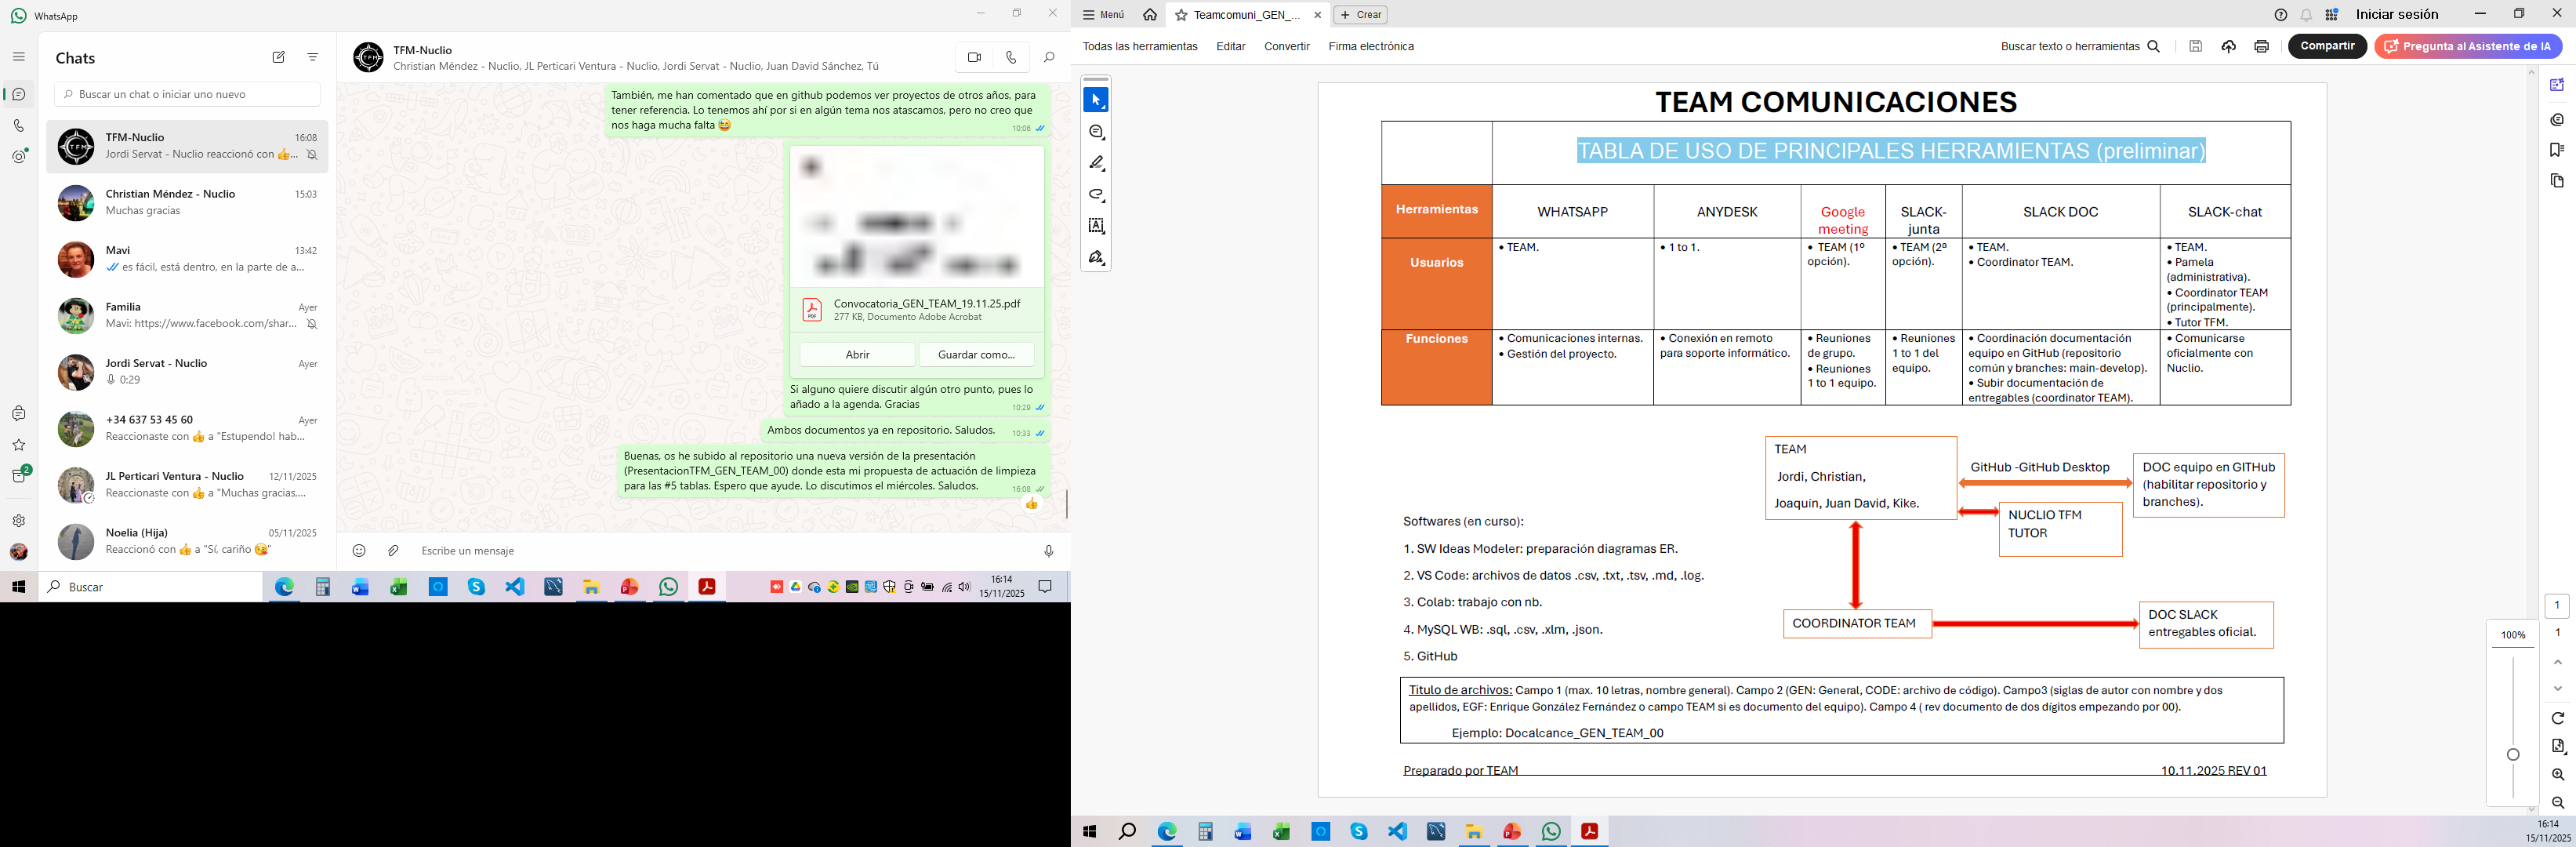 WhatsApp
Chats
Buscar un chat o iniciar uno nuevo
TFM-Nuclio 16:08
Jordi Servat - Nuclio reaccionó con 👍...
Christian Méndez - Nuclio 15:03
Muchas gracias
Mavi 13:42
es fácil, está dentro, en la parte de a...
Familia Ayer
Mavi: https://www.facebook.com/shar...
Jordi Servat - Nuclio Ayer
0:29
+34 637 53 45 60 Ayer
Reaccionaste con 👍 a "Estupendo! hab...
JL Perticari Ventura - Nuclio 12/11/2025
Reaccionaste con 👍 a "Muchas gracias,...
Noelia (Hija) 05/11/2025
Reaccionó con 👍 a "Sí, cariño 😘"
2
TFM-Nuclio
Christian Méndez - Nuclio, JL Perticari Ventura - Nuclio, Jordi Servat - Nuclio, Juan David Sánchez, Tú
También, me han comentado que en github podemos ver proyectos de otros años, para
tener referencia. Lo tenemos ahí por si en algún tema nos atascamos, pero no creo que
nos haga mucha falta 😅 10:06
Convocatoria_GEN_TEAM_19.11.25.pdf
277 KB, Documento Adobe Acrobat
Abrir Guardar como...
Si alguno quiere discutir algún otro punto, pues lo
añado a la agenda. Gracias 10:29
Ambos documentos ya en repositorio. Saludos. 10:33
Buenas, os he subido al repositorio una nueva versión de la presentación
(PresentacionTFM_GEN_TEAM_00) donde esta mi propuesta de actuación de limpieza
para las #5 tablas. Espero que ayude. Lo discutimos el miércoles. Saludos. 16:08
👍
Escribe un mensaje
Buscar
16:14
15/11/2025
Menú
Teamcomuni_GEN_...
Crear
Iniciar sesión
Todas las herramientas Editar Convertir Firma electrónica
Buscar texto o herramientas
Compartir
Pregunta al Asistente de IA
TEAM COMUNICACIONES
TABLA DE USO DE PRINCIPALES HERRAMIENTAS (preliminar)
Herramientas
WHATSAPP
ANYDESK
Google
meeting
SLACK-
junta
SLACK DOC
SLACK-chat
Usuarios
• TEAM.
• 1 to 1.
• TEAM (1º
opción).
• TEAM (2ª
opción).
• TEAM.
• Coordinator TEAM.
• TEAM.
• Pamela
(administrativa).
• Coordinator TEAM
(principalmente).
• Tutor TFM.
Funciones
• Comunicaciones internas.
• Gestión del proyecto.
• Conexión en remoto
para soporte informático.
• Reuniones
de grupo.
• Reuniones
1 to 1 equipo.
• Reuniones
1 to 1 del
equipo.
• Coordinación documentación
equipo en GitHub (repositorio
común y branches: main-develop).
• Subir documentación de
entregables (coordinator TEAM).
• Comunicarse
oficialmente con
Nuclio.
TEAM
Jordi, Christian,
Joaquín, Juan David, Kike.
GitHub -GitHub Desktop
DOC equipo en GITHub
(habilitar repositorio y
branches).
NUCLIO TFM
TUTOR
Softwares (en curso):
1. SW Ideas Modeler: preparación diagramas ER.
2. VS Code: archivos de datos .csv, .txt, .tsv, .md, .log.
3. Colab: trabajo con nb.
4. MySQL WB: .sql, .csv, .xlm, .json.
5. GitHub
COORDINATOR TEAM
DOC SLACK
entregables oficial.
Titulo de archivos: Campo 1 (max. 10 letras, nombre general). Campo 2 (GEN: General, CODE: archivo de código). Campo3 (siglas de autor con nombre y dos
apellidos, EGF: Enrique González Fernández o campo TEAM si es documento del equipo). Campo 4 ( rev documento de dos dígitos empezando por 00).
Ejemplo: Docalcance_GEN_TEAM_00
Preparado por TEAM 10.11.2025 REV 01
1
1
100%
16:14
15/11/2025